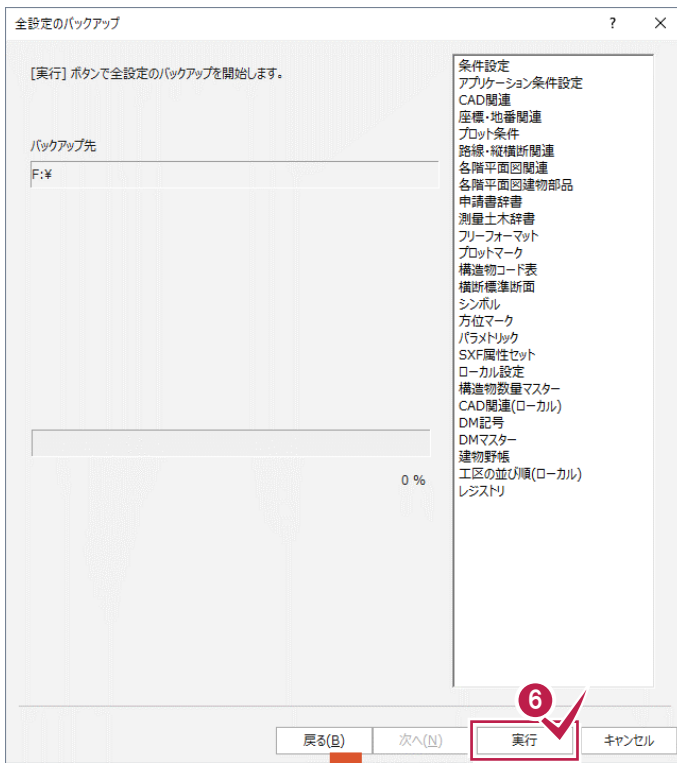 全設定のバックアップ
?
×
[実行] ボタンで全設定のバックアップを開始します。
バックアップ先
F:¥
0 %
条件設定
アプリケーション条件設定
CAD関連
座標・地番関連
プロット条件
路線・縦横断関連
各階平面図関連
各階平面図建物部品
申請書辞書
測量土木辞書
フリーフォーマット
プロットマーク
構造物コード表
横断標準断面
シンボル
方位マーク
パラメトリック
SXF属性セット
ローカル設定
構造物数量マスター
CAD関連(ローカル)
DM記号
DMマスター
建物野帳
工区の並び順(ローカル)
レジストリ
6
戻る(B)
次へ(N)
実行
キャンセル